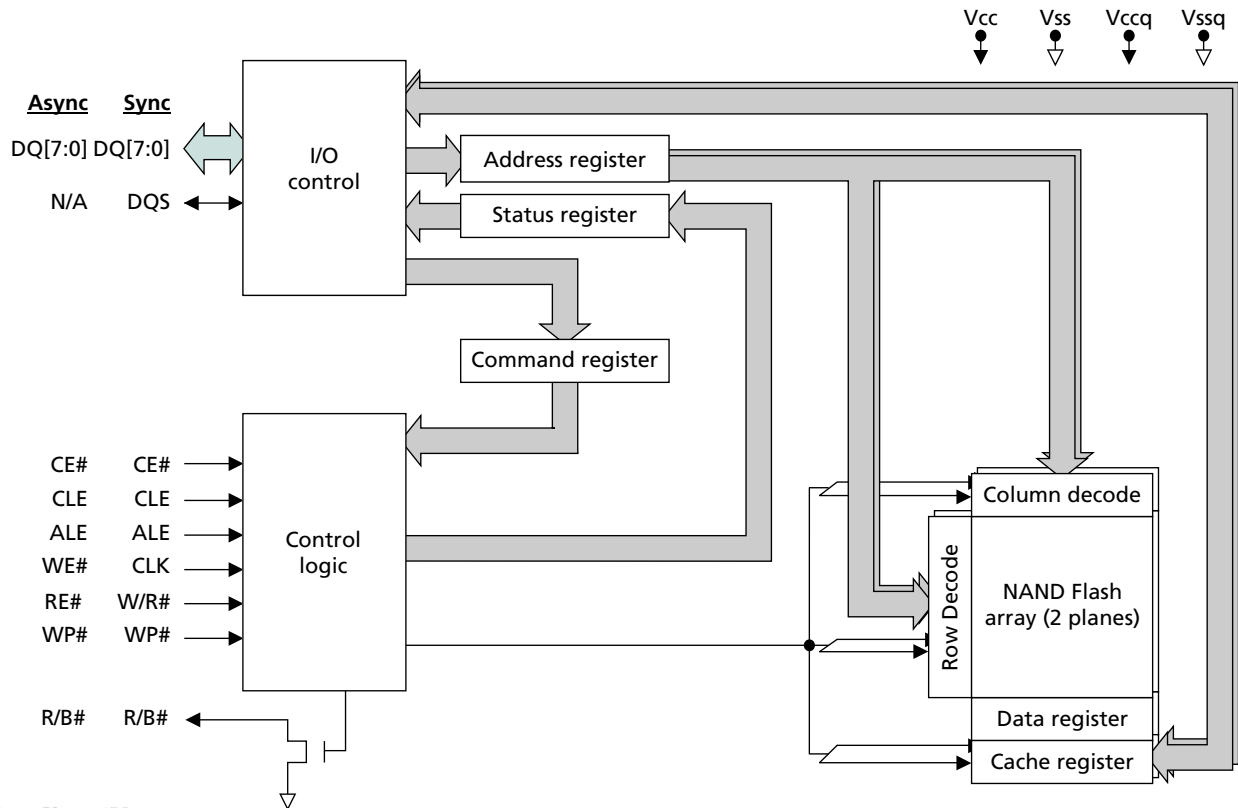 Vcc Vss Vccq Vssq
Async Sync
DQ[7:0] DQ[7:0]
N/A DQS
I/O
control
Address register
Status register
Command register
CE# CE#
CLE CLE
ALE ALE
WE# CLK
RE# W/R#
WP# WP#
R/B# R/B#
Control
logic
Column decode
Row Decode
NAND Flash
array (2 planes)
Data register
Cache register